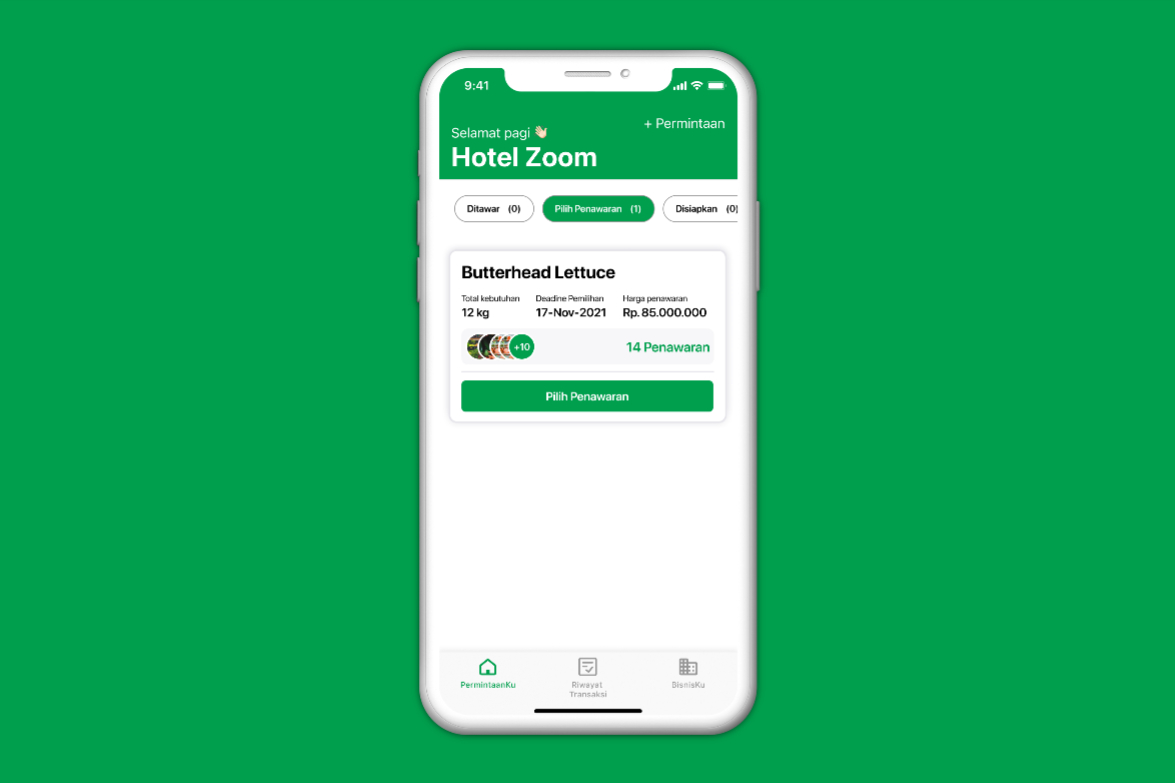 9:41
+ Permintaan
Selamat pagi 👋🏻
Hotel Zoom
Ditawar (0)
Pilih Penawaran (1)
Disiapkan (0)
Butterhead Lettuce
Total kebutuhan
Deadine Pemilihan
Harga penawaran
12 kg
17-Nov-2021
Rp. 85.000.000
+10
14 Penawaran
Pilih Penawaran
PermintaanKu
Riwayat
Transaksi
BisnisKu